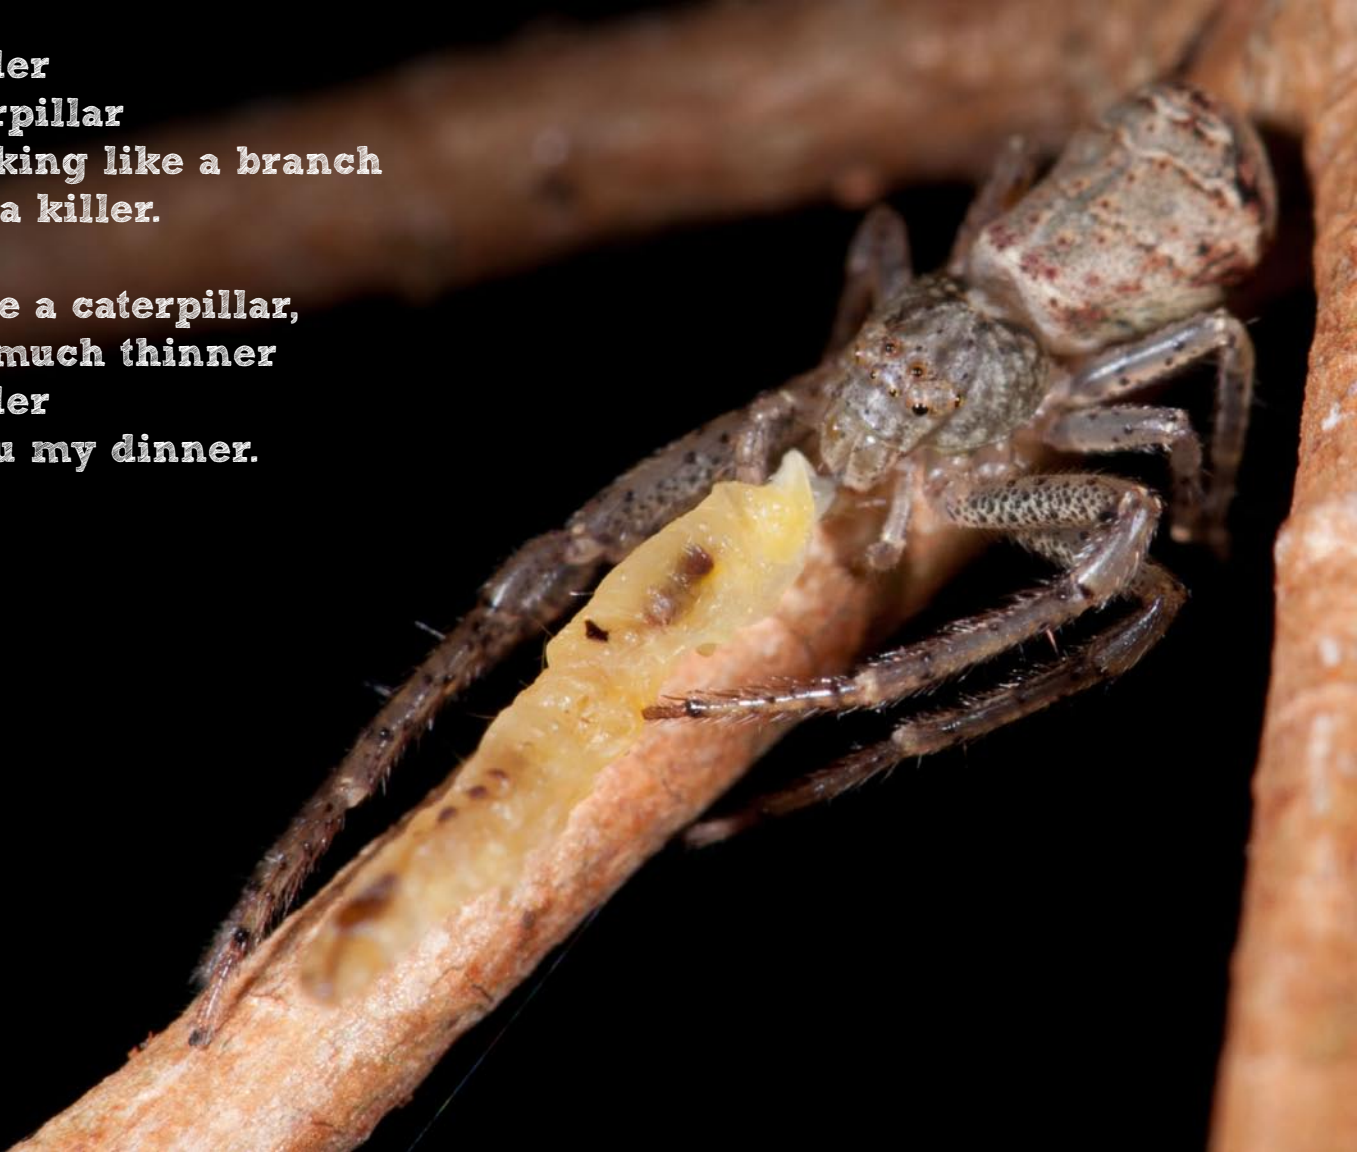 ler
rpillar
king like a branch
a killer.
e a caterpillar,
much thinner
ler
u my dinner.